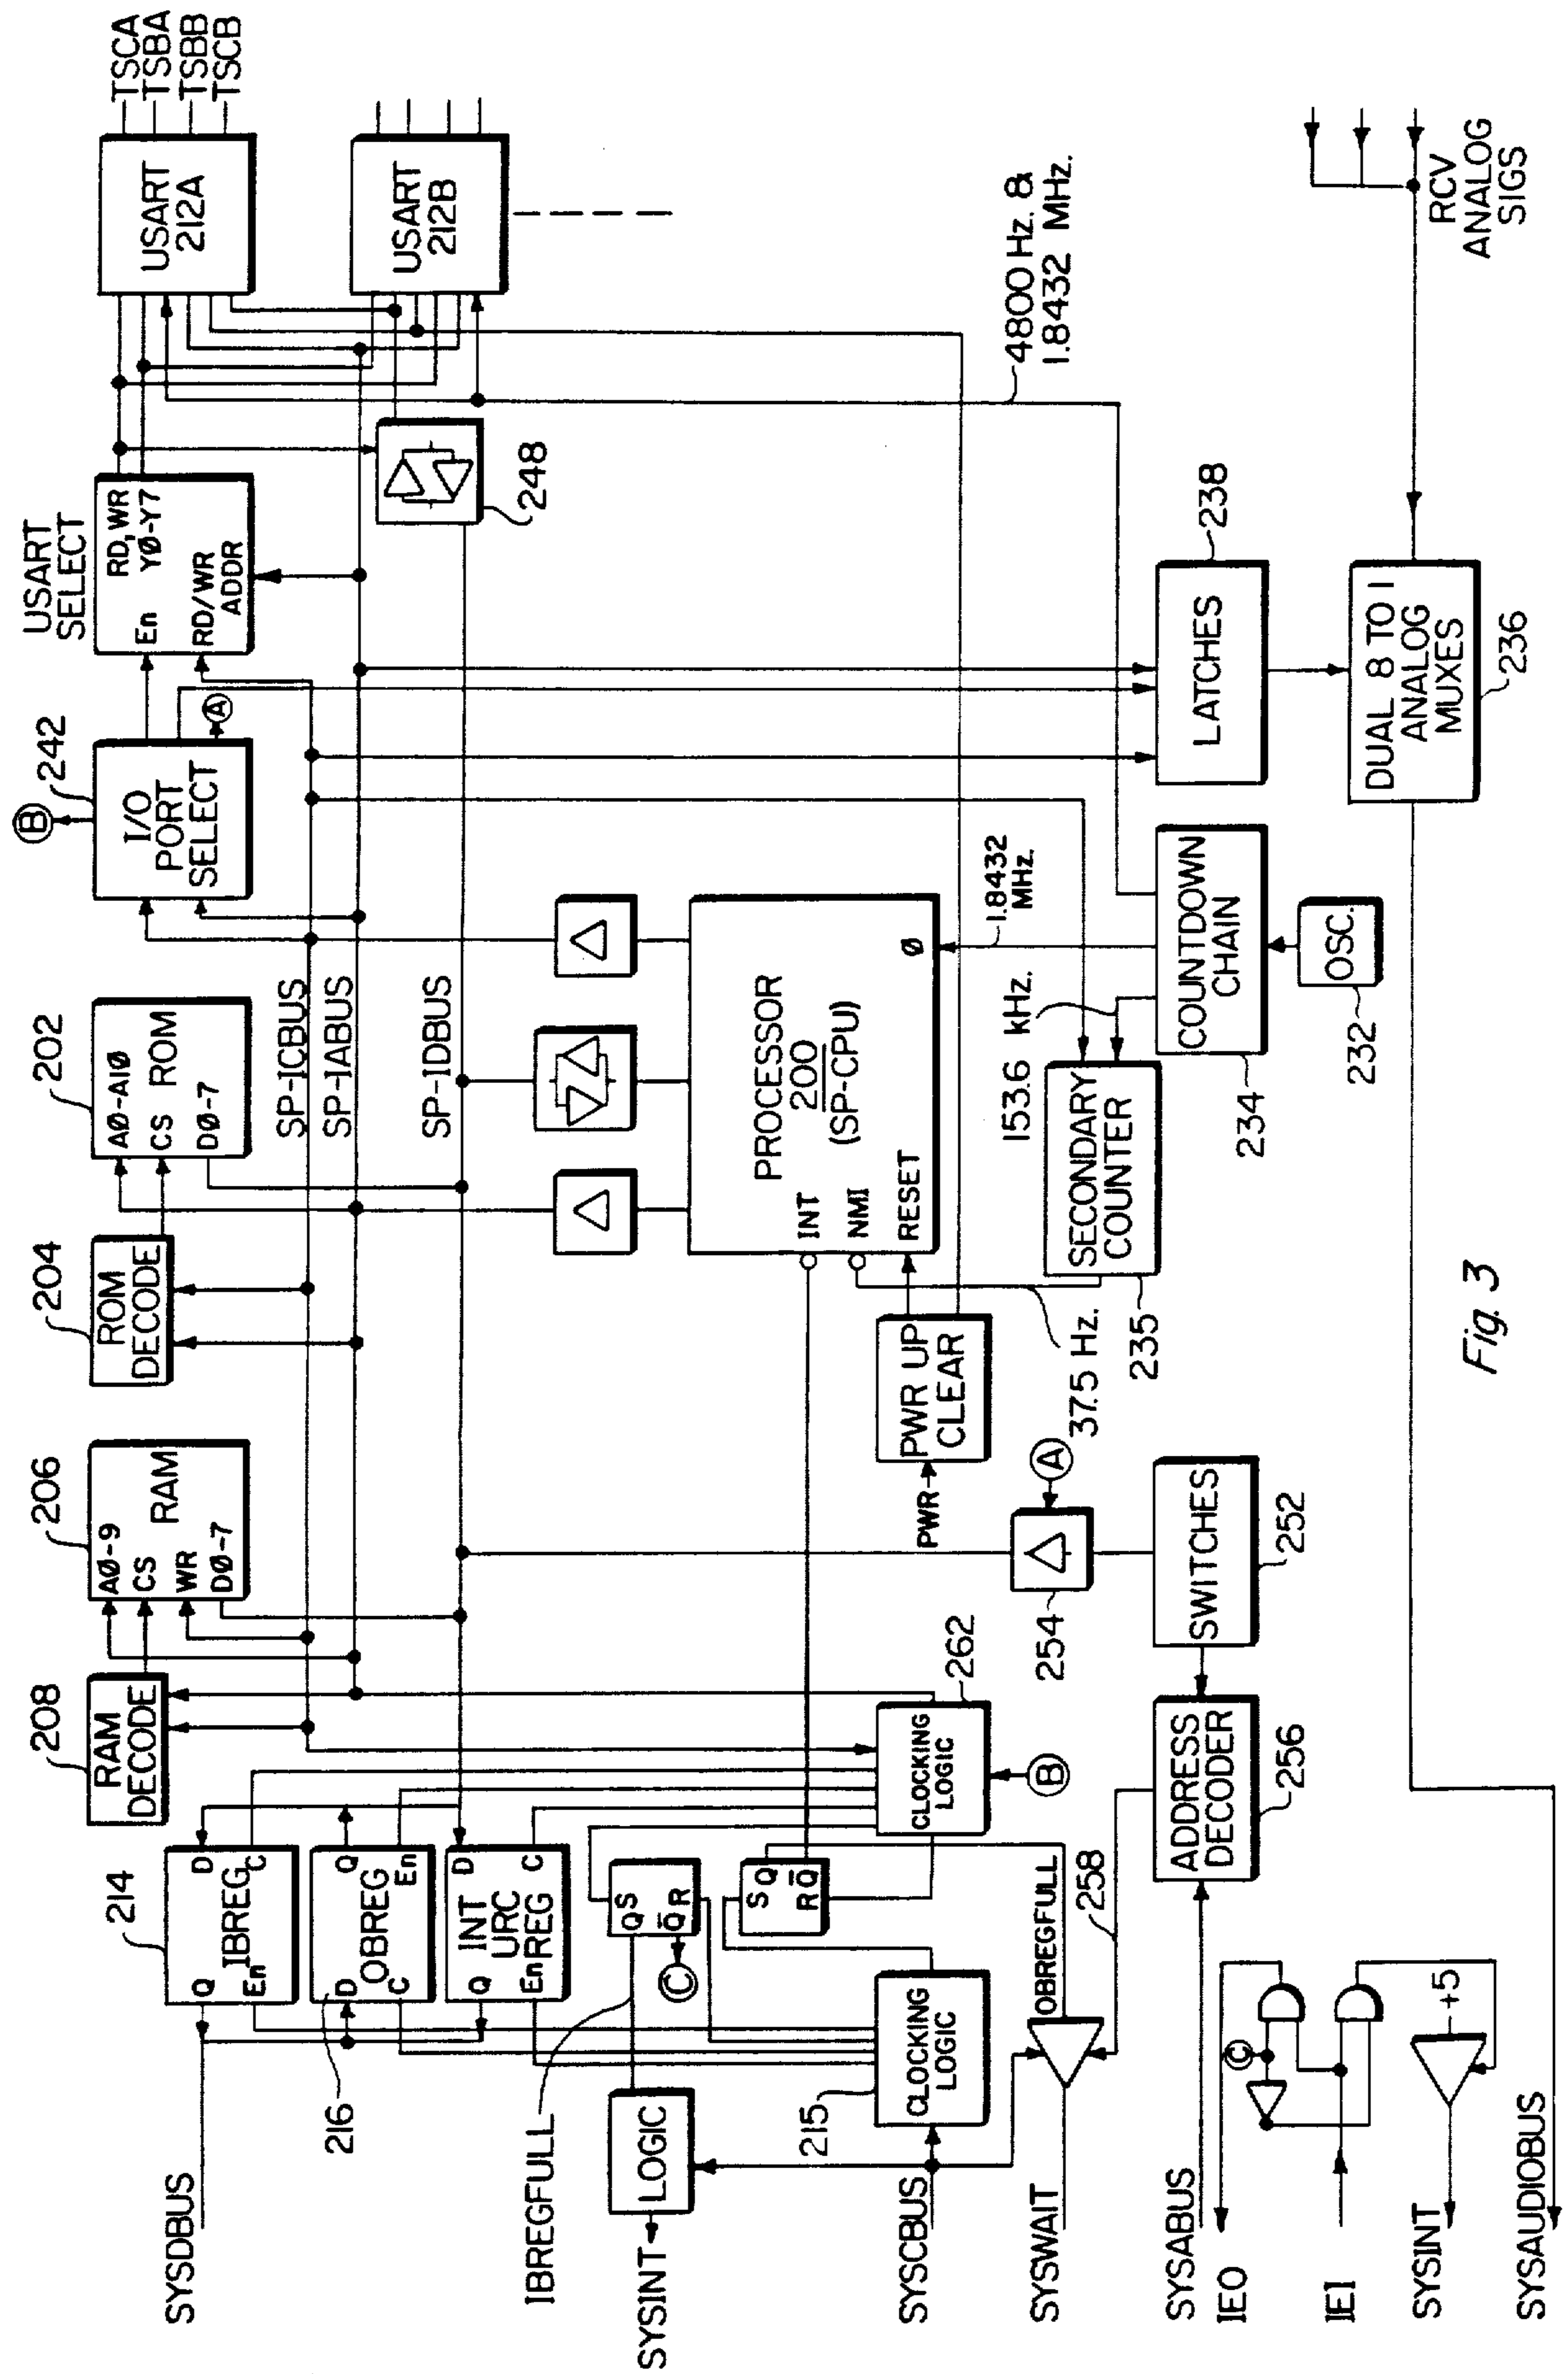 TSCA
TSBA
TSBB
TSCB
USART
212A
USART
212B
4800 Hz. &
1.8432 MHz.
RCV
ANALOG
SIGS
USART
SELECT
RD, WR
YØ-Y7
En
RD/WR
ADDR
248
LATCHES
238
DUAL 8 TO 1
ANALOG
MUXES
236
B
242
I/O
PORT
SELECT
A
202
AØ-A1Ø
CS ROM
DØ-7
204
ROM
DECODE
SP-ICBUS
SP-IABUS
SP-IDBUS
PROCESSOR
200
(SP-CPU)
INT
NMI
RESET
Ø
1.8432
MHz.
153.6 kHz.
COUNTDOWN
CHAIN
234
OSC.
232
SECONDARY
COUNTER
235
37.5 Hz.
PWR UP
CLEAR
PWR
206
AØ-9
CS RAM
WR
DØ-7
208
RAM
DECODE
A
254
SWITCHES
252
262
CLOCKING
LOGIC
B
ADDRESS
DECODER
256
258
214
D
IBREG
C
Q
En
216
Q
OBREG
En
D
C
D
INT
URC
REG
C
Q
En
Q S
Q̅ R
C
S Q
R Q̅
OBREGFULL
IBREGFULL
CLOCKING
LOGIC
215
LOGIC
C
+5
SYSDBUS
SYSINT
SYSCBUS
SYSWAIT
SYSABUS
IEO
IEI
SYSINT
SYSAUDIOBUS
Fig. 3